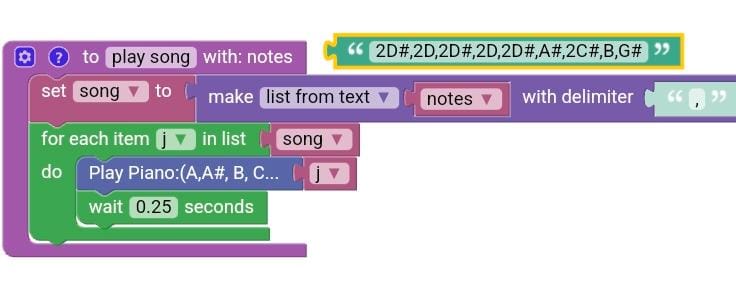 ? to play song with: notes “ 2D#,2D,2D#,2D,2D#,A#,2C#,B,G# ”
set song ▼ to make list from text ▼ notes ▼ with delimiter “ , ”
for each item j ▼ in list song ▼
do Play Piano:(A,A#, B, C... j ▼
wait 0.25 seconds